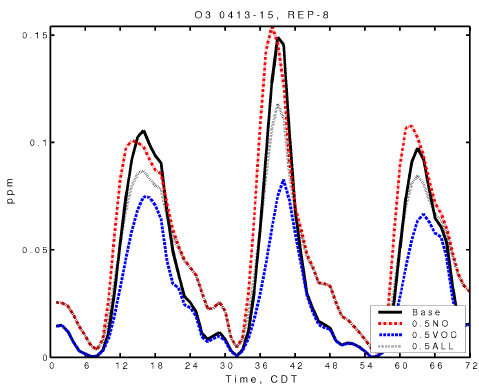 O3 0413-15, REP-8
0.15
0.1
0.05
0
ppm
0 6 12 18 24 30 36 42 48 54 60 66 72
Time, CDT
Base
0.5NO
0.5VOC
0.5ALL